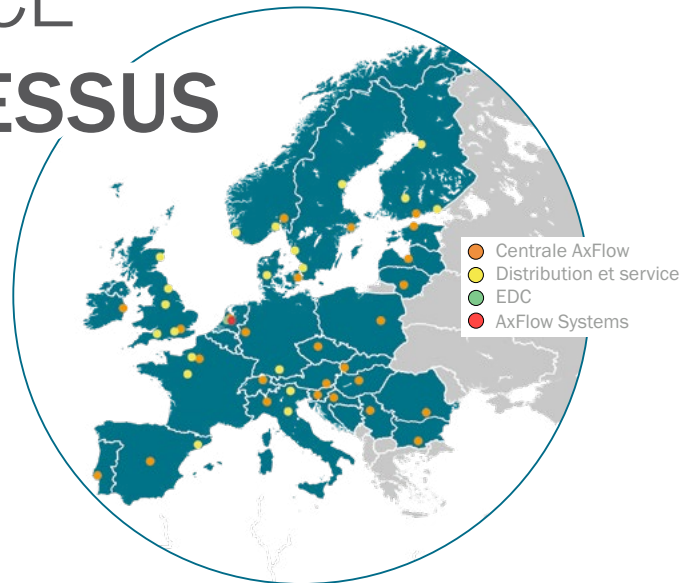 ESSUS
Centrale AxFlow
Distribution et service
EDC
AxFlow Systems